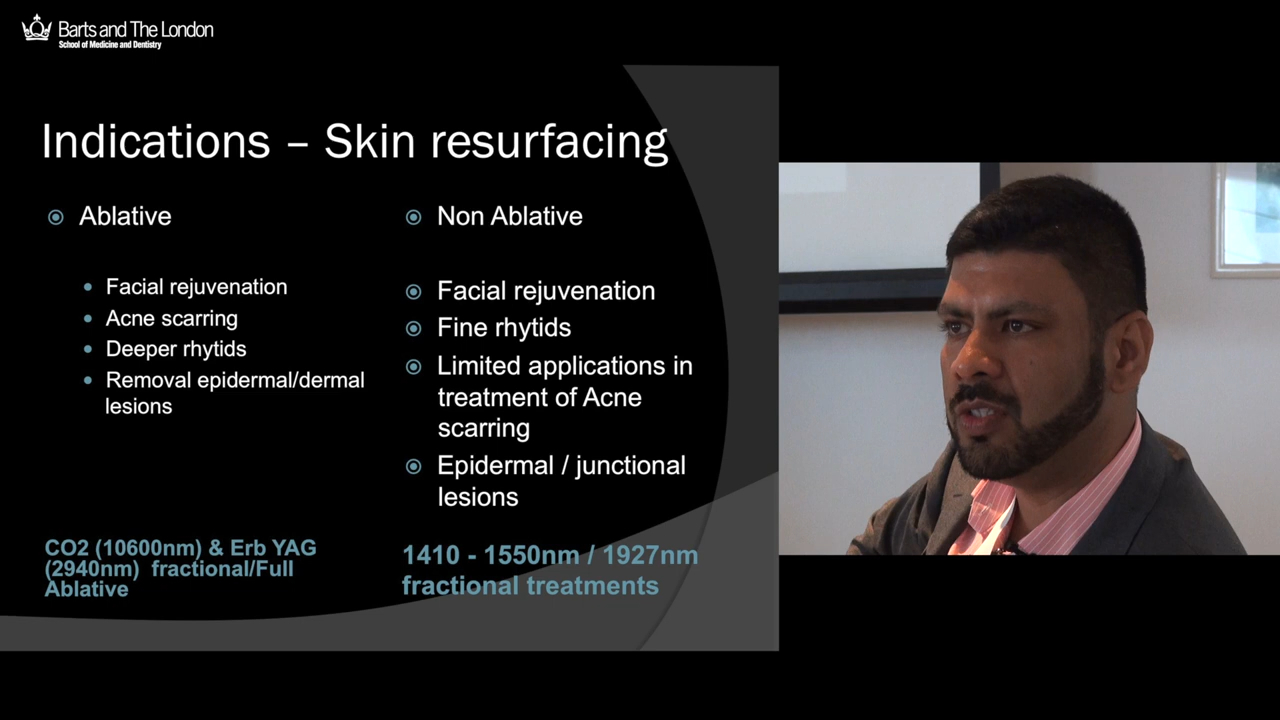 Barts and The London
School of Medicine and Dentistry
Indications – Skin resurfacing
Ablative
Facial rejuvenation
Acne scarring
Deeper rhytids
Removal epidermal/dermal
lesions
CO2 (10600nm) & Erb YAG
(2940nm) fractional/Full
Ablative
Non Ablative
Facial rejuvenation
Fine rhytids
Limited applications in
treatment of Acne
scarring
Epidermal / junctional
lesions
1410 - 1550nm / 1927nm
fractional treatments